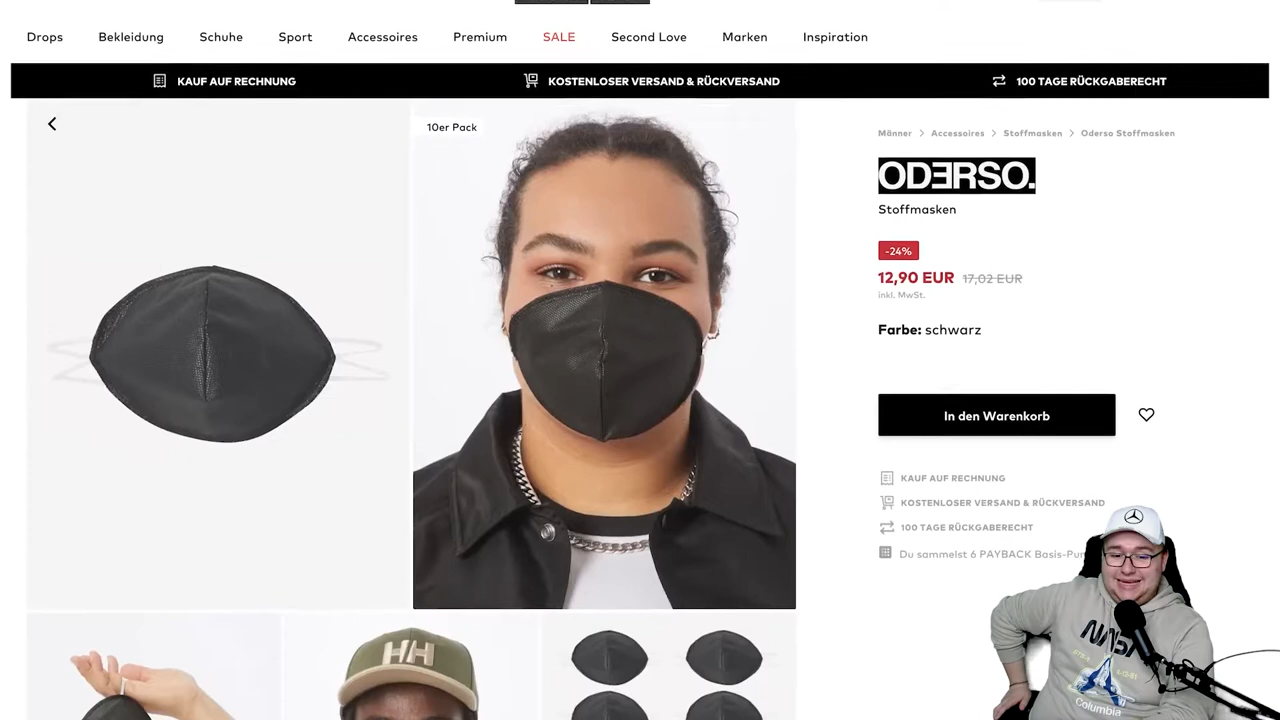 Drops
Bekleidung
Schuhe
Sport
Accessoires
Premium
SALE
Second Love
Marken
Inspiration
KAUF AUF RECHNUNG
KOSTENLOSER VERSAND & RÜCKVERSAND
100 TAGE RÜCKGABERECHT
10er Pack
Männer > Accessoires > Stoffmasken > Oderso Stoffmasken
ODERSO.
Stoffmasken
-24%
12,90 EUR 17,02 EUR
inkl. MwSt.
Farbe: schwarz
In den Warenkorb
KAUF AUF RECHNUNG
KOSTENLOSER VERSAND & RÜCKVERSAND
100 TAGE RÜCKGABERECHT
Du sammelst 6 PAYBACK Basis-Pun
HH
NASA
Columbia